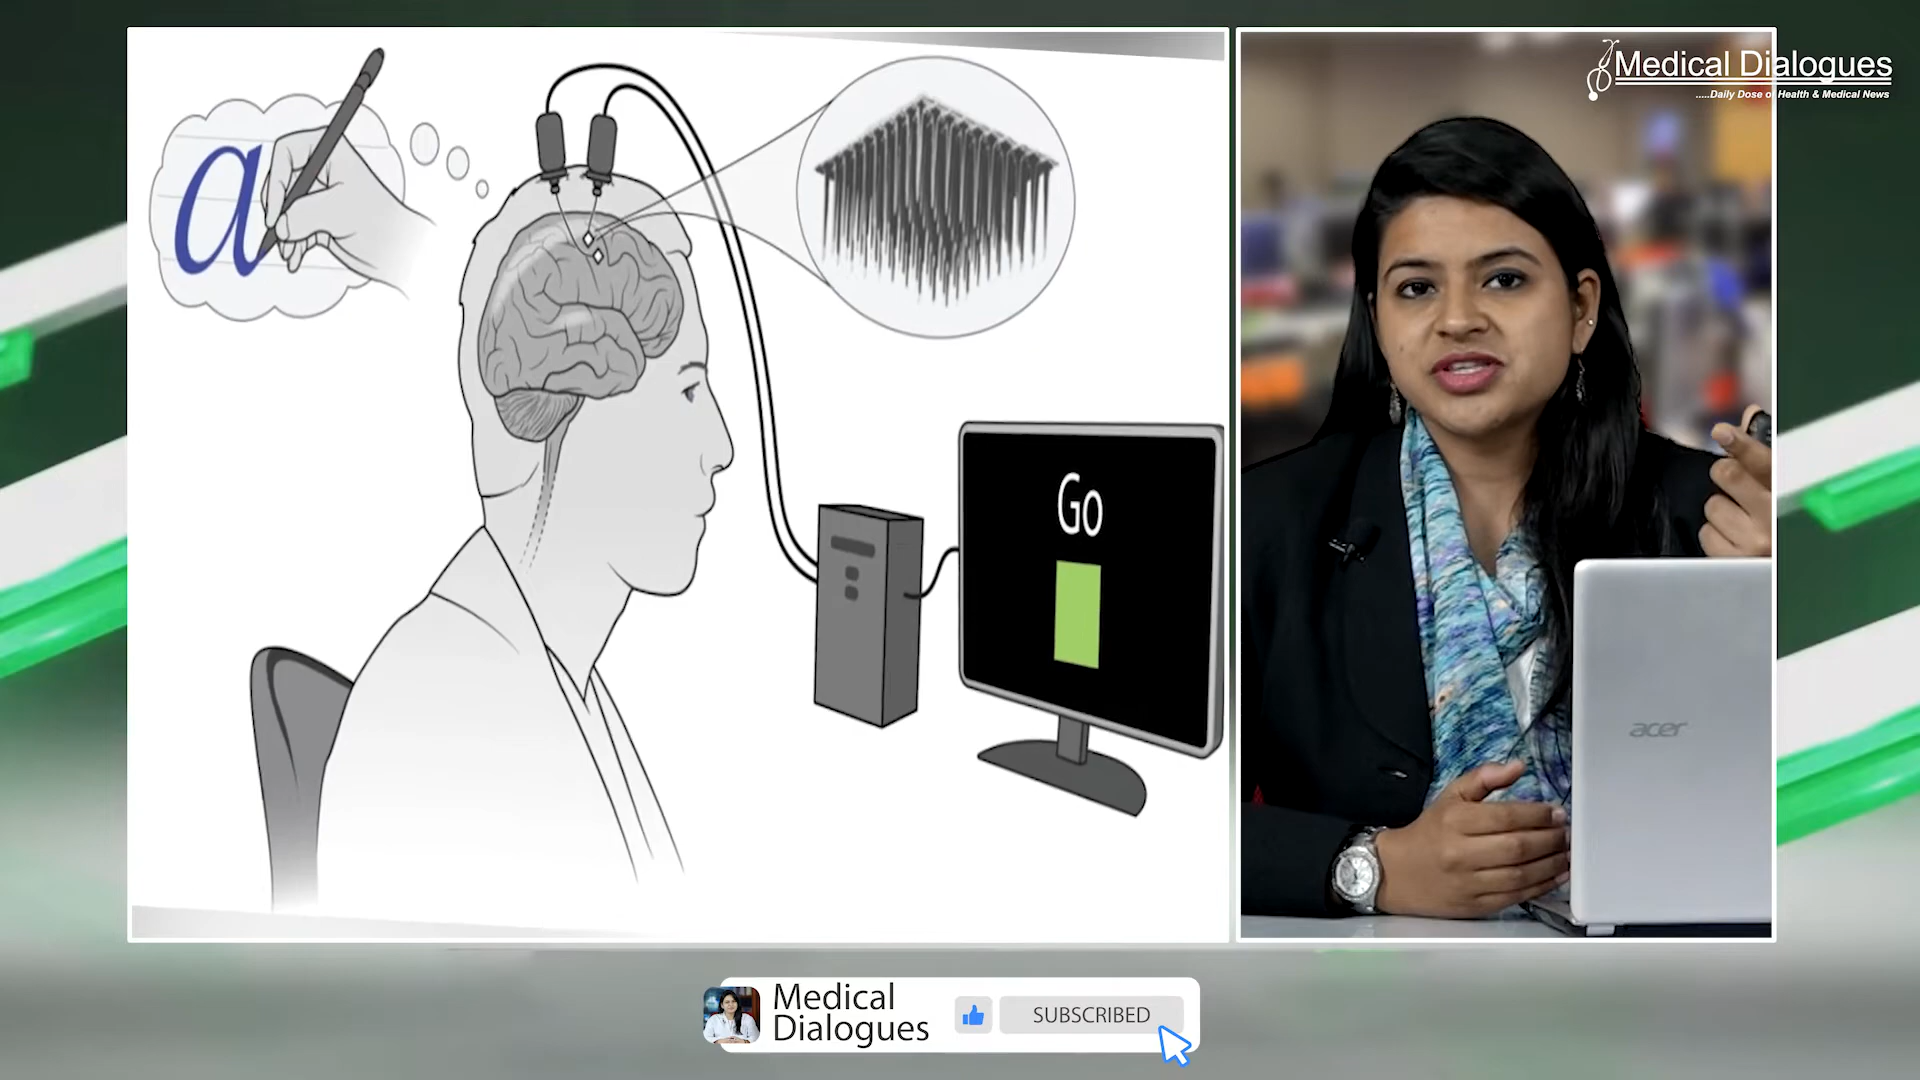 a
Go
Medical Dialogues
.....Daily Dose of Health & Medical News
acer
Medical
Dialogues
SUBSCRIBED